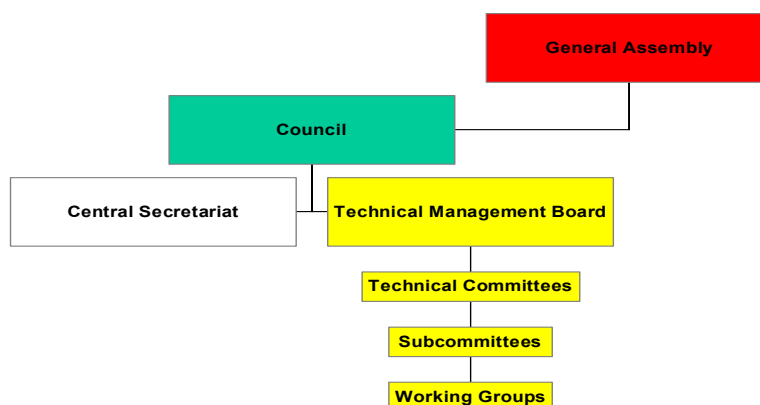 General Assembly
Council
Central Secretariat
Technical Management Board
Technical Committees
Subcommittees
Working Groups